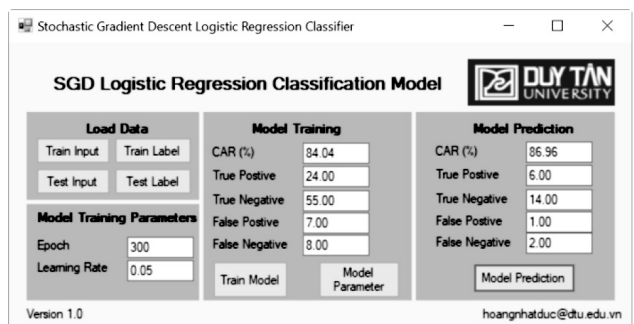 Stochastic Gradient Descent Logistic Regression Classifier
SGD Logistic Regression Classification Model
DUY TÂN
UNIVERSITY
Load Data
Train Input Train Label
Test Input Test Label
Model Training Parameters
Epoch 300
Learning Rate 0.05
Model Training
CAR (%) 84.04
True Postive 24.00
True Negative 55.00
False Postive 7.00
False Negative 8.00
Train Model
Model
Parameter
Model Prediction
CAR (%) 86.96
True Postive 6.00
True Negative 14.00
False Postive 1.00
False Negative 2.00
Model Prediction
Version 1.0
hoangnhatduc@dtu.edu.vn